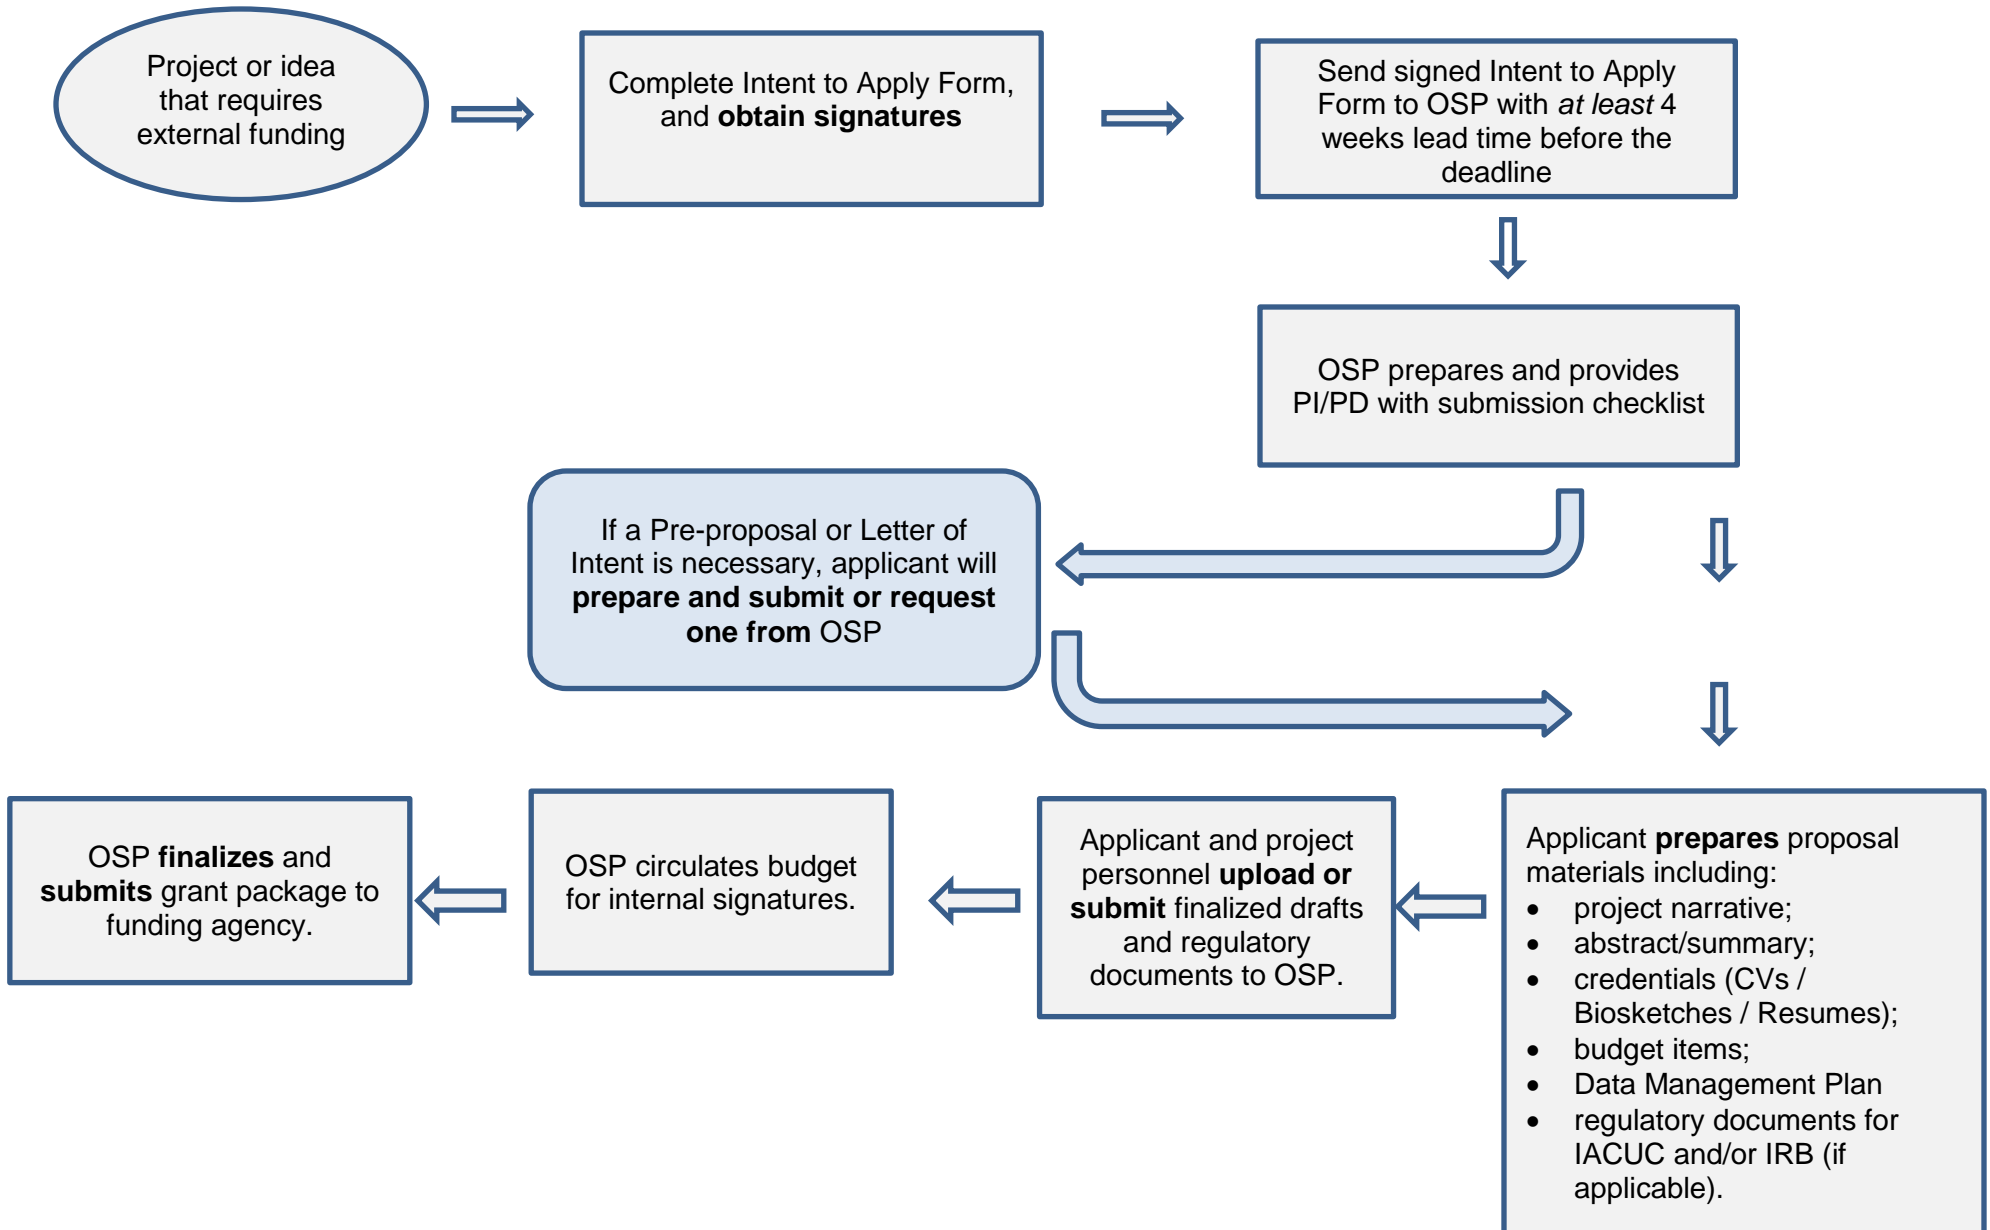 Project or idea
that requires
external funding
Complete Intent to Apply Form,
and obtain signatures
Send signed Intent to Apply
Form to OSP with at least 4
weeks lead time before the
deadline
OSP prepares and provides
PI/PD with submission checklist
If a Pre-proposal or Letter of
Intent is necessary, applicant will
prepare and submit or request
one from OSP
Applicant prepares proposal
materials including:
• project narrative;
• abstract/summary;
• credentials (CVs /
Biosketches / Resumes);
• budget items;
• Data Management Plan
• regulatory documents for
IACUC and/or IRB (if
applicable).
Applicant and project
personnel upload or
submit finalized drafts
and regulatory
documents to OSP.
OSP circulates budget
for internal signatures.
OSP finalizes and
submits grant package to
funding agency.